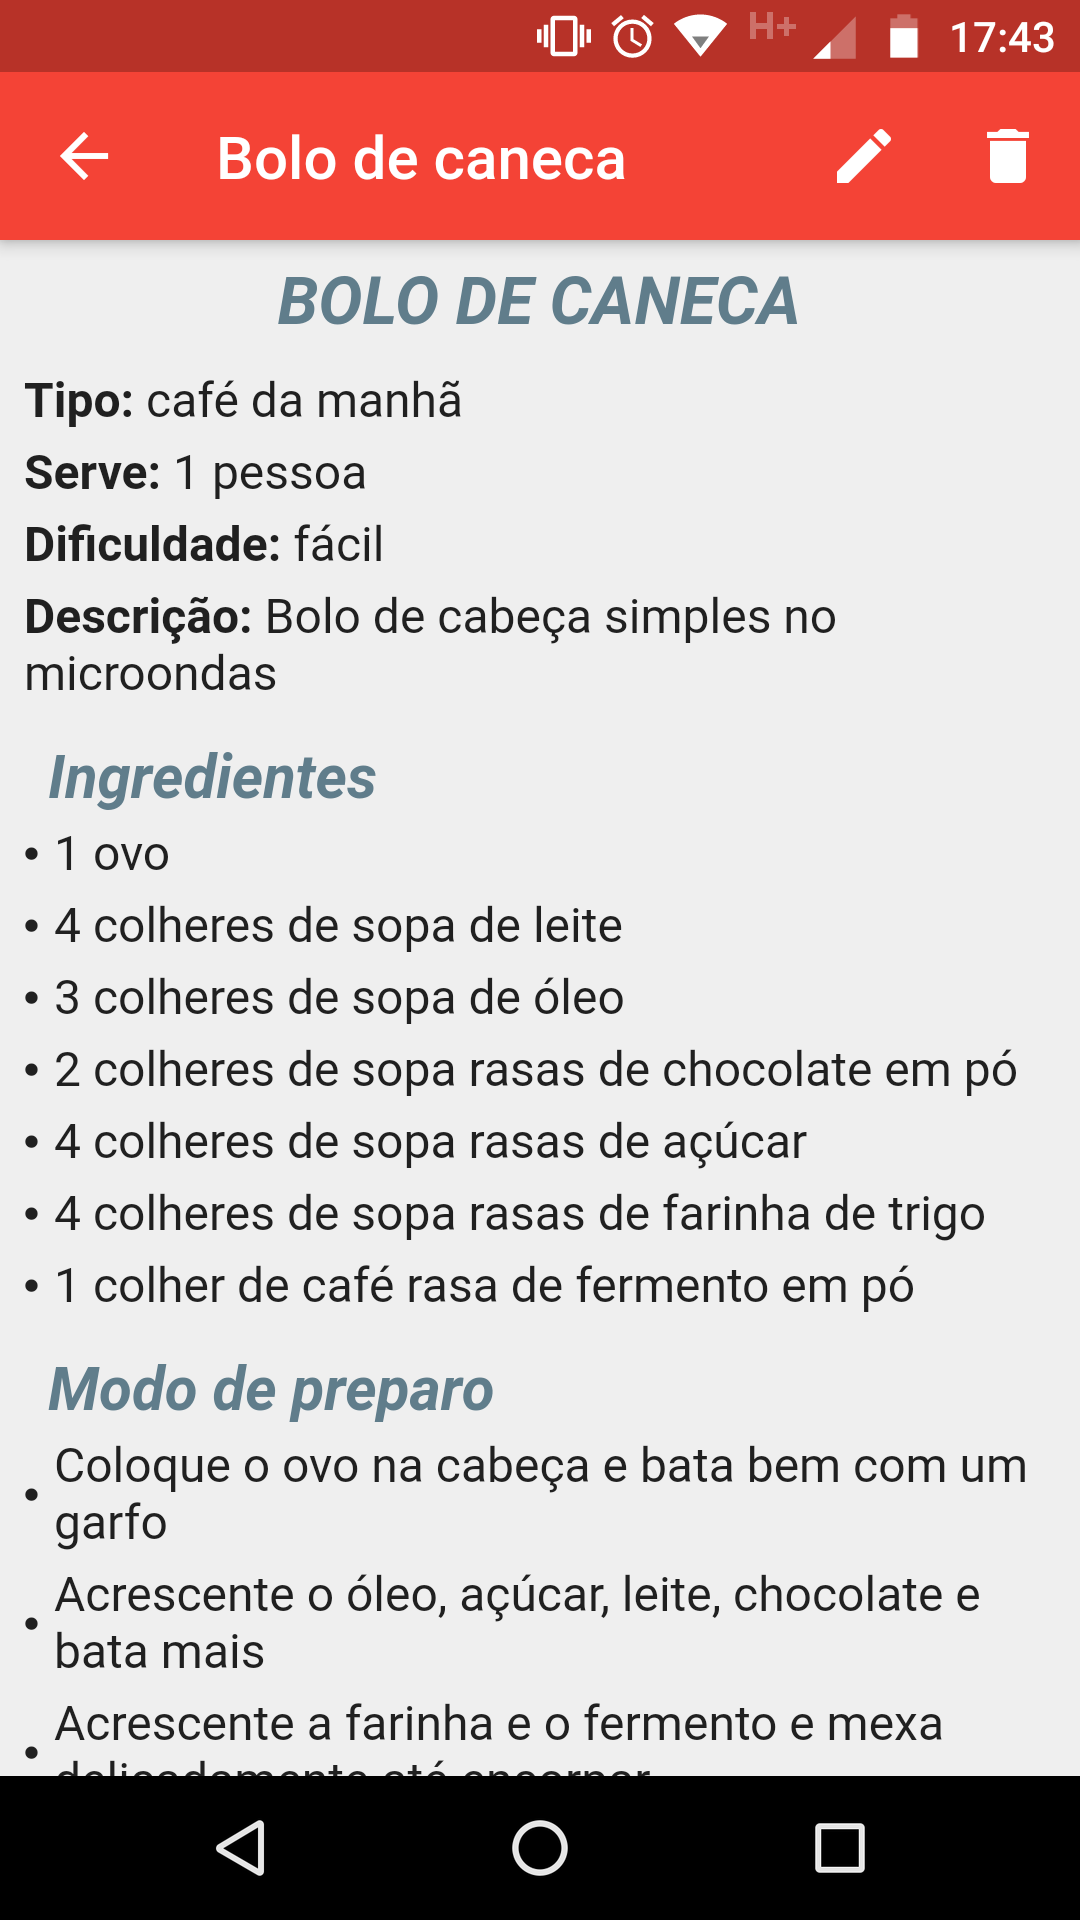 H+ 17:43
Bolo de caneca
BOLO DE CANECA
Tipo: café da manhã
Serve: 1 pessoa
Dificuldade: fácil
Descrição: Bolo de cabeça simples no
microondas
Ingredientes
• 1 ovo
• 4 colheres de sopa de leite
• 3 colheres de sopa de óleo
• 2 colheres de sopa rasas de chocolate em pó
• 4 colheres de sopa rasas de açúcar
• 4 colheres de sopa rasas de farinha de trigo
• 1 colher de café rasa de fermento em pó
Modo de preparo
• Coloque o ovo na cabeça e bata bem com um
garfo
• Acrescente o óleo, açúcar, leite, chocolate e
bata mais
• Acrescente a farinha e o fermento e mexa
delicadamente até encorpar